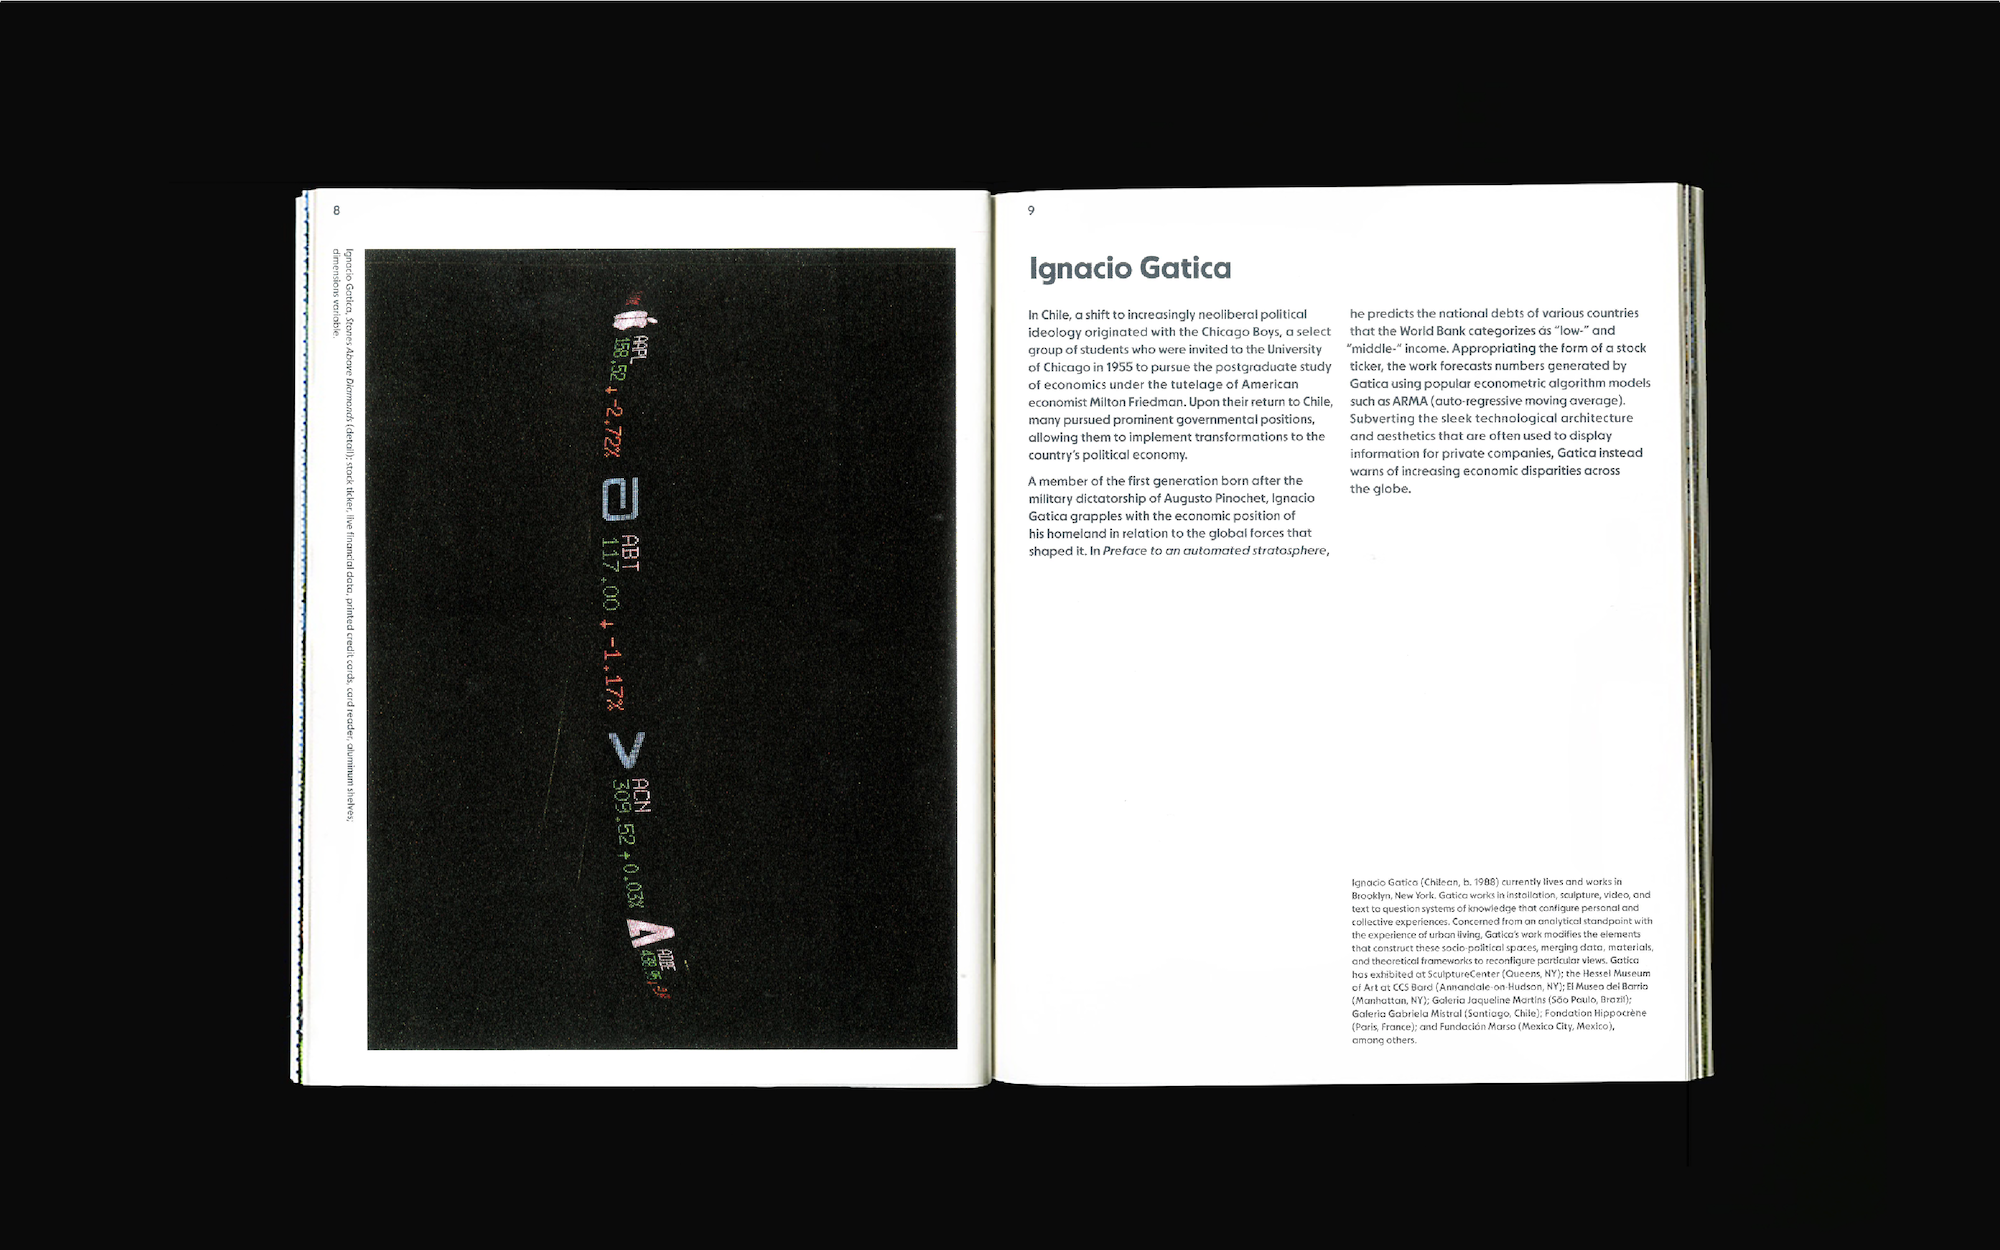 8
Ignacio Gatica, Stones Above Diamonds (detail); stock ticker, live financial data, printed credit cards, card reader, aluminum shelves;
dimensions variable.
AAPL
158.52 ↓-2.72%
ABT
117.00 ↓-1.17%
ACN
309.52 ↑0.03%
ADBE
9
Ignacio Gatica
In Chile, a shift to increasingly neoliberal political
ideology originated with the Chicago Boys, a select
group of students who were invited to the University
of Chicago in 1955 to pursue the postgraduate study
of economics under the tutelage of American
economist Milton Friedman. Upon their return to Chile,
many pursued prominent governmental positions,
allowing them to implement transformations to the
country's political economy.
A member of the first generation born after the
military dictatorship of Augusto Pinochet, Ignacio
Gatica grapples with the economic position of
his homeland in relation to the global forces that
shaped it. In Preface to an automated stratosphere,
he predicts the national debts of various countries
that the World Bank categorizes as “low-” and
“middle-” income. Appropriating the form of a stock
ticker, the work forecasts numbers generated by
Gatica using popular econometric algorithm models
such as ARMA (auto-regressive moving average).
Subverting the sleek technological architecture
and aesthetics that are often used to display
information for private companies, Gatica instead
warns of increasing economic disparities across
the globe.
Ignacio Gatica (Chilean, b. 1988) currently lives and works in
Brooklyn, New York. Gatica works in installation, sculpture, video, and
text to question systems of knowledge that configure personal and
collective experiences. Concerned from an analytical standpoint with
the experience of urban living, Gatica's work modifies the elements
that construct these socio-political spaces, merging data, materials,
and theoretical frameworks to reconfigure particular views. Gatica
has exhibited at SculptureCenter (Queens, NY); the Hessel Museum
of Art at CCS Bard (Annandale-on-Hudson, NY); El Museo del Barrio
(Manhattan, NY); Galeria Jaqueline Martins (São Paulo, Brazil);
Galería Gabriela Mistral (Santiago, Chile); Fondation Hippocrène
(Paris, France); and Fundación Marso (Mexico City, Mexico),
among others.